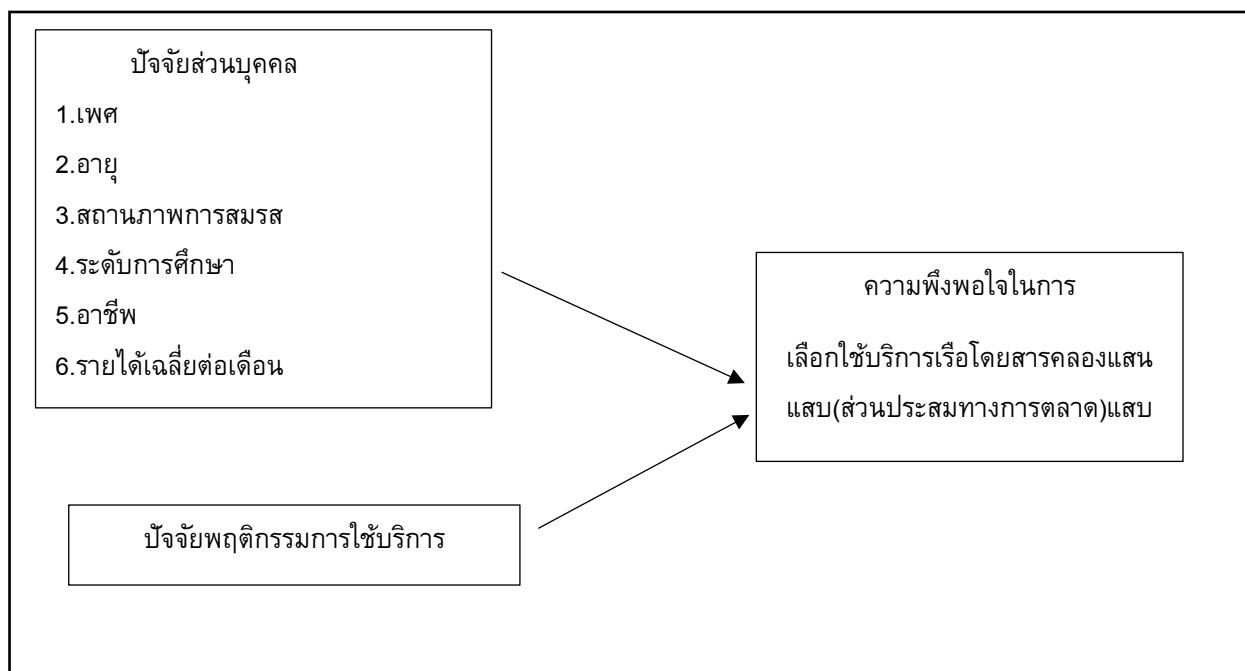 ปัจจัยส่วนบุคคล
1.เพศ
2.อายุ
3.สถานภาพการสมรส
4.ระดับการศึกษา
5.อาชีพ
6.รายได้เฉลี่ยต่อเดือน
ความพึงพอใจในการ
เลือกใช้บริการเรือโดยสารคลองแสน
แสบ(ส่วนประสมทางการตลาด)แสบ
ปัจจัยพฤติกรรมการใช้บริการ